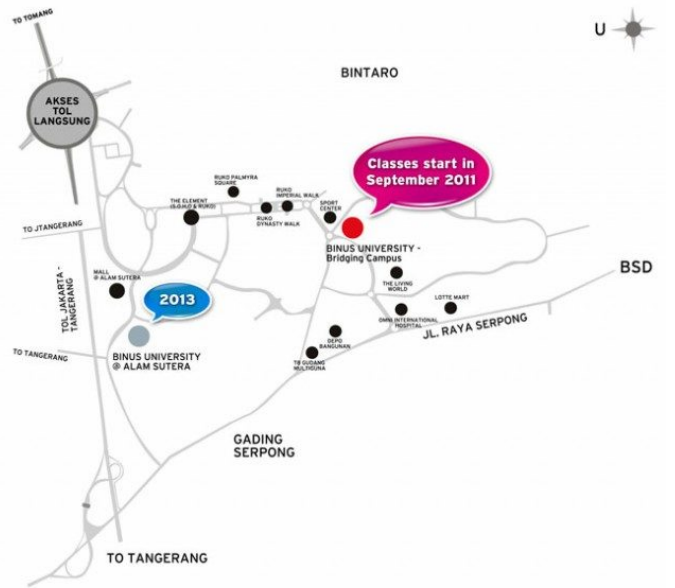 TO TOMANG
U
BINTARO
AKSES
TOL
LANGSUNG
Classes start in
September 2011
RUKO PALMYRA
SQUARE
RUKO
IMPERIAL WALK
THE ELEMENT
(S.O.H.O & RUKO)
SPORT
CENTER
RUKO
DYNASTY WALK
TO JTANGERANG
BINUS UNIVERSITY -
Bridging Campus
BSD
MALL
@ ALAM SUTERA
THE LIVING
WORLD
TOL JAKARTA -
TANGERANG
2013
LOTTE MART
OMNI INTERNATIONAL
HOSPITAL
JL. RAYA SERPONG
DEPO
BANGUNAN
TO TANGERANG
BINUS UNIVERSITY
@ ALAM SUTERA
TB GUDANG
MULTIGUNA
GADING
SERPONG
TO TANGERANG